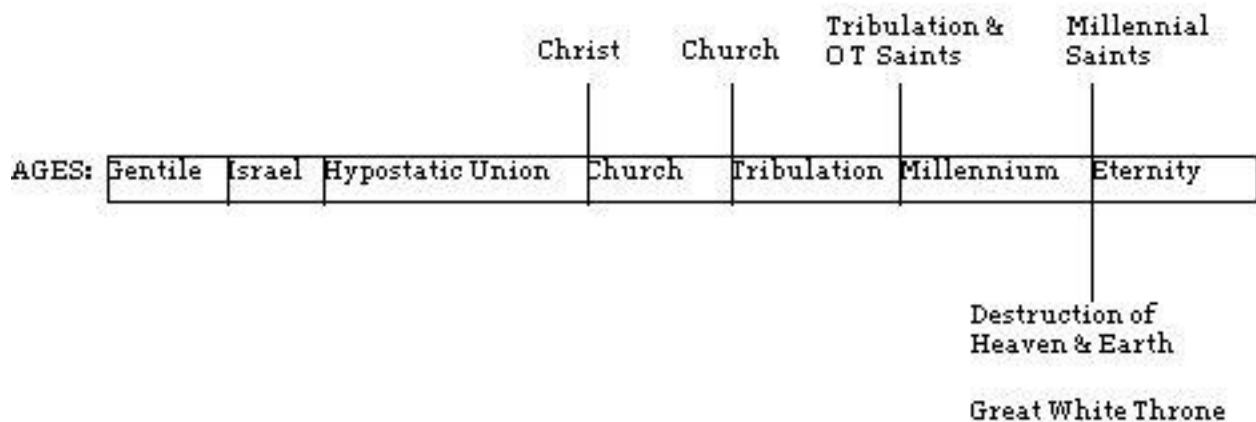 Christ
Church
Tribulation &
OT Saints
Millennial
Saints
AGES: Gentile Israel Hypostatic Union Church Tribulation Millennium Eternity
Destruction of
Heaven & Earth
Great White Throne